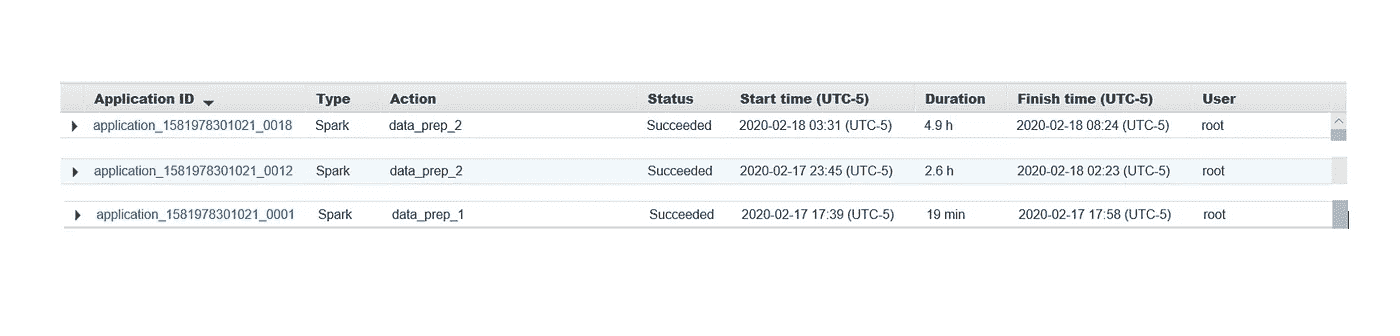 Application ID Type Action Status Start time (UTC-5) Duration Finish time (UTC-5) User
application_1581978301021_0018 Spark data_prep_2 Succeeded 2020-02-18 03:31 (UTC-5) 4.9 h 2020-02-18 08:24 (UTC-5) root
application_1581978301021_0012 Spark data_prep_2 Succeeded 2020-02-17 23:45 (UTC-5) 2.6 h 2020-02-18 02:23 (UTC-5) root
application_1581978301021_0001 Spark data_prep_1 Succeeded 2020-02-17 17:39 (UTC-5) 19 min 2020-02-17 17:58 (UTC-5) root